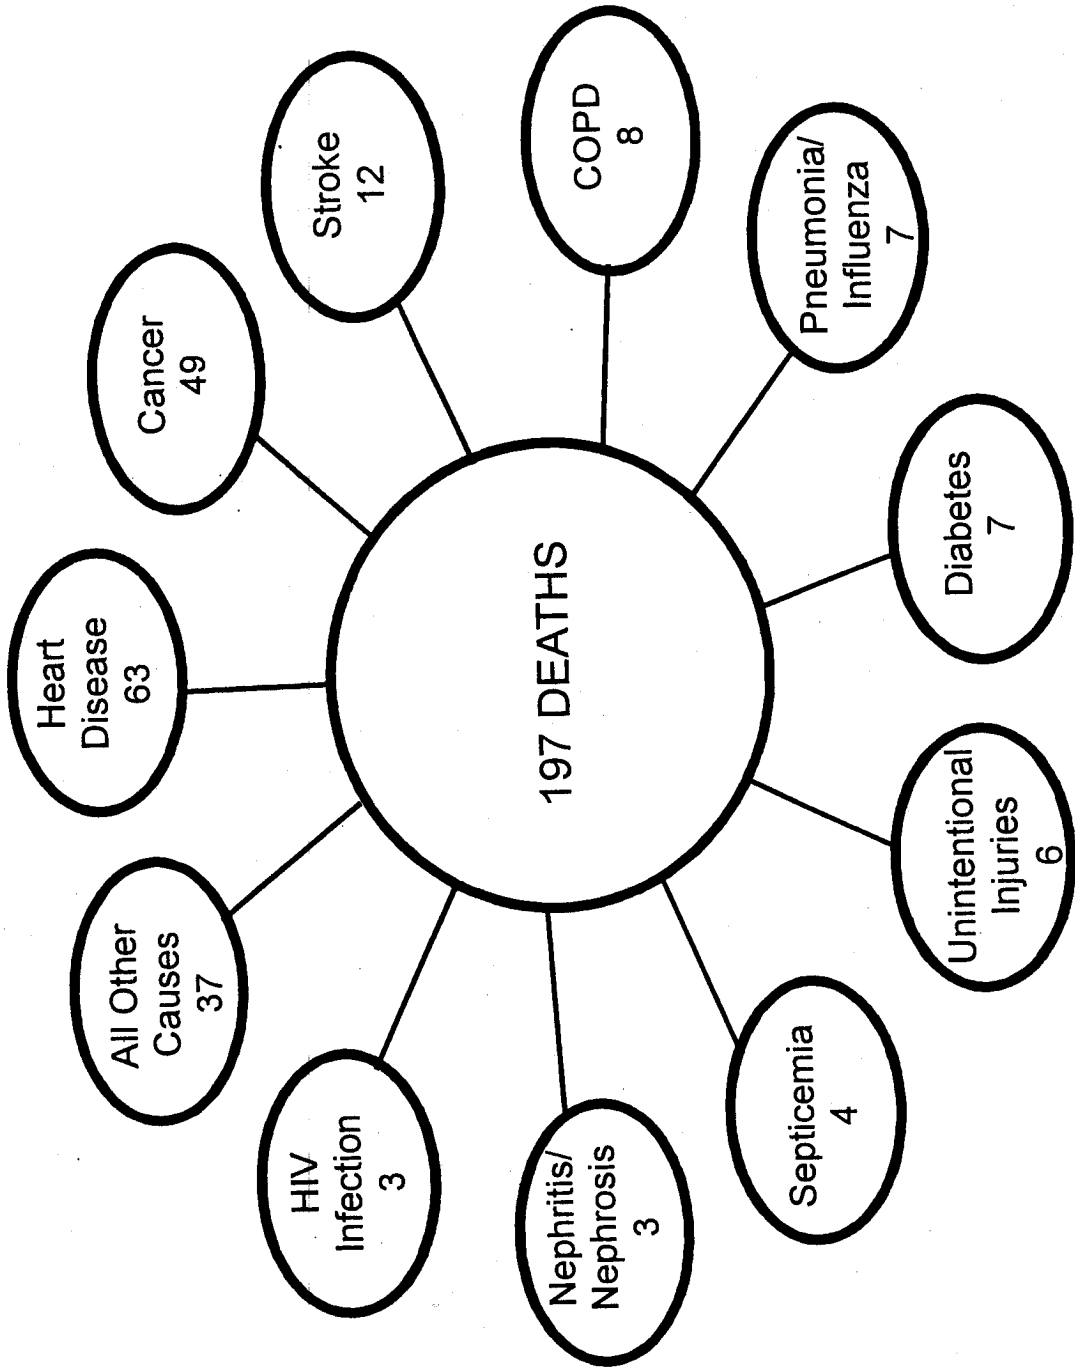 197 DEATHS
Heart
Disease
63
Cancer
49
Stroke
12
COPD
8
Pneumonia/
Influenza
7
Diabetes
7
Unintentional
Injuries
6
Septicemia
4
Nephritis/
Nephrosis
3
HIV
Infection
3
All Other
Causes
37